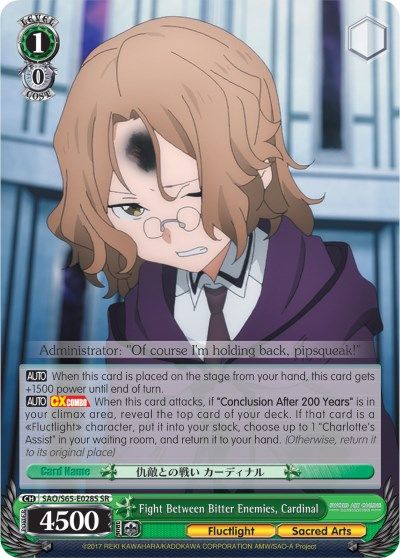 LEVEL
1
0
COST
Administrator: "Of course I'm holding back, pipsqueak!"
AUTO When this card is placed on the stage from your hand, this card gets
+1500 power until end of turn.
AUTO CX COMBO When this card attacks, if "Conclusion After 200 Years" is in
your climax area, reveal the top card of your deck. If that card is a
«Fluctlight» character, put it into your stock, choose up to 1 "Charlotte's
Assist" in your waiting room, and return it to your hand. (Otherwise, return it
to its original place)
Card Name
仇敵との戦い カーディナル
CH SAO/S65-E028S SR
Fight Between Bitter Enemies, Cardinal
SWORD ART ONLINE
POWER
4500
Fluctlight
Sacred Arts
©2017 REKI KAWAHARA/KADOKAWA CORPORATION AMW/SAO-A Project